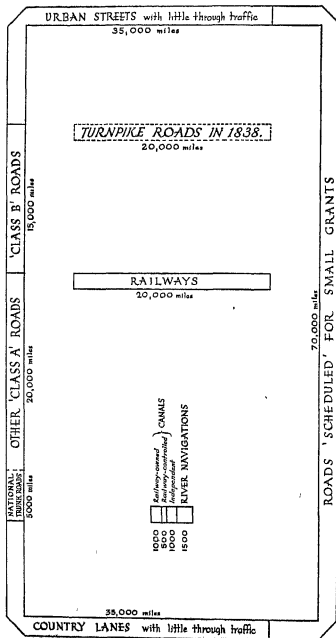 URBAN STREETS with little through traffic
35,000 miles
TURNPIKE ROADS IN 1838.
20,000 miles
'CLASS B' ROADS
15,000 miles
RAILWAYS
20,000 miles
OTHER 'CLASS A' ROADS
20,000 miles
NATIONAL
TRUNK ROADS
5000 miles
ROADS 'SCHEDULED' FOR SMALL GRANTS
70,000 miles
Railway-owned
Railway-controlled
Independent
CANALS
RIVER NAVIGATIONS
1000
500
1000
1500
35,000 miles
COUNTRY LANES with little through traffic